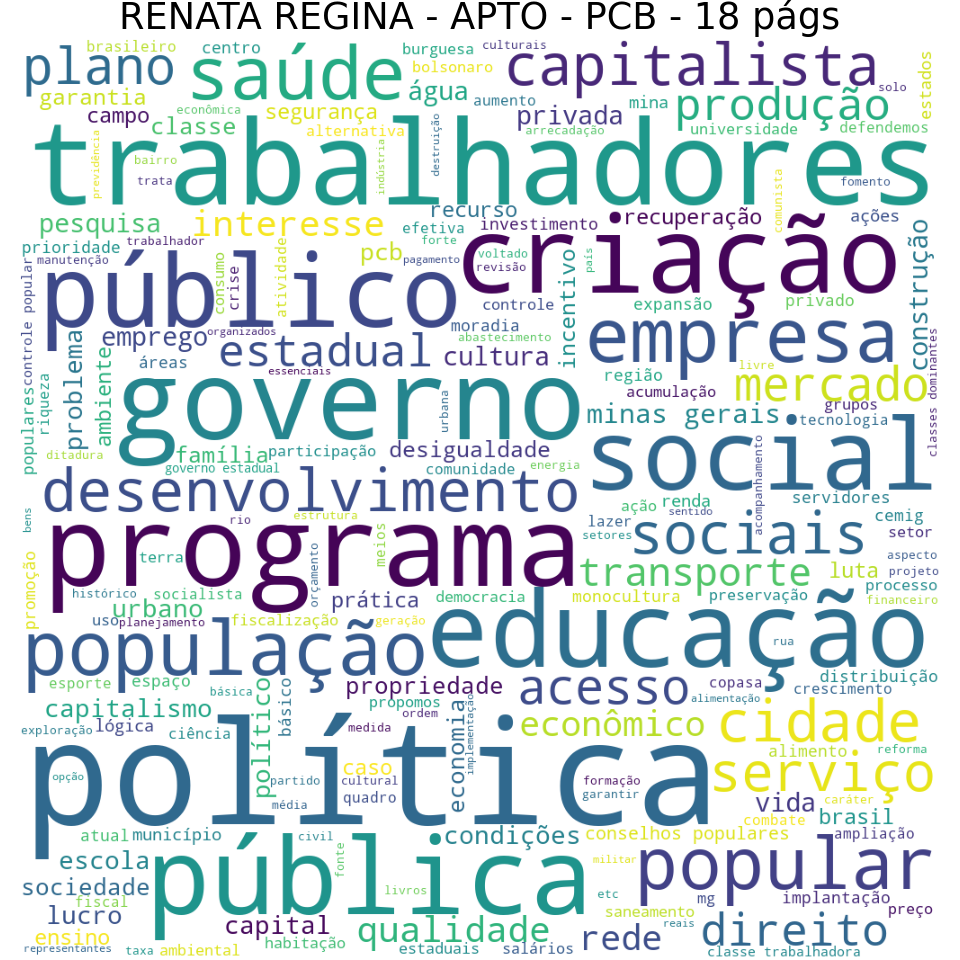 RENATA REGINA - APTO - PCB - 18 págs
brasileiro centro burguesa culturais
plano saúde bolsonaro capitalista solo estados
garantia econômica segurança água aumento mina produção
campo classe alternativa privada arrecadação universidade defendemos
trabalhadores
previdência bairro trata indústria destruição comunista fomento
pesquisa interesse recurso investimento recuperação ações
prioridade trabalhador efetiva forte criação construção
manutenção pcb pagamento voltado revisão país
público consumo crise atividade controle incentivo expansão privado
emprego organizados moradia abastecimento empresa
controle popular problema ambiente áreas estadual cultura essenciais região livre classes dominantes
populares riqueza governo urbana acumulação mercado
minas gerais grupos tecnologia
ditadura família participação desigualdade social
governo estadual comunidade energia
desenvolvimento ação renda sentido acompanhamento servidores
bens rio estrutura lazer setores sociais cemig setor
programa terra orçamento meios transporte luta aspecto projeto
promoção histórico socialista prática democracia monocultura preservação processo financeiro
urbano uso planejamento fiscalização geração
população educação rua
esporte espaço básica básico propriedade acesso copasa distribuição crescimento
capitalismo político propomos ordem alimentação
exploração lógica ciência medida economia implementação econômico cidade
política alimento reforma
opção partido caso cultural quadro formação garantir serviço
média vida caráter brasil
atual município civil condições conselhos populares combate ampliação
escola pública fonte militar popular
sociedade fiscal livros etc mg implantação
lucro capital qualidade saneamento reais preço
ensino habitação rede direito
representantes taxa ambiental estaduais salários classe trabalhadora